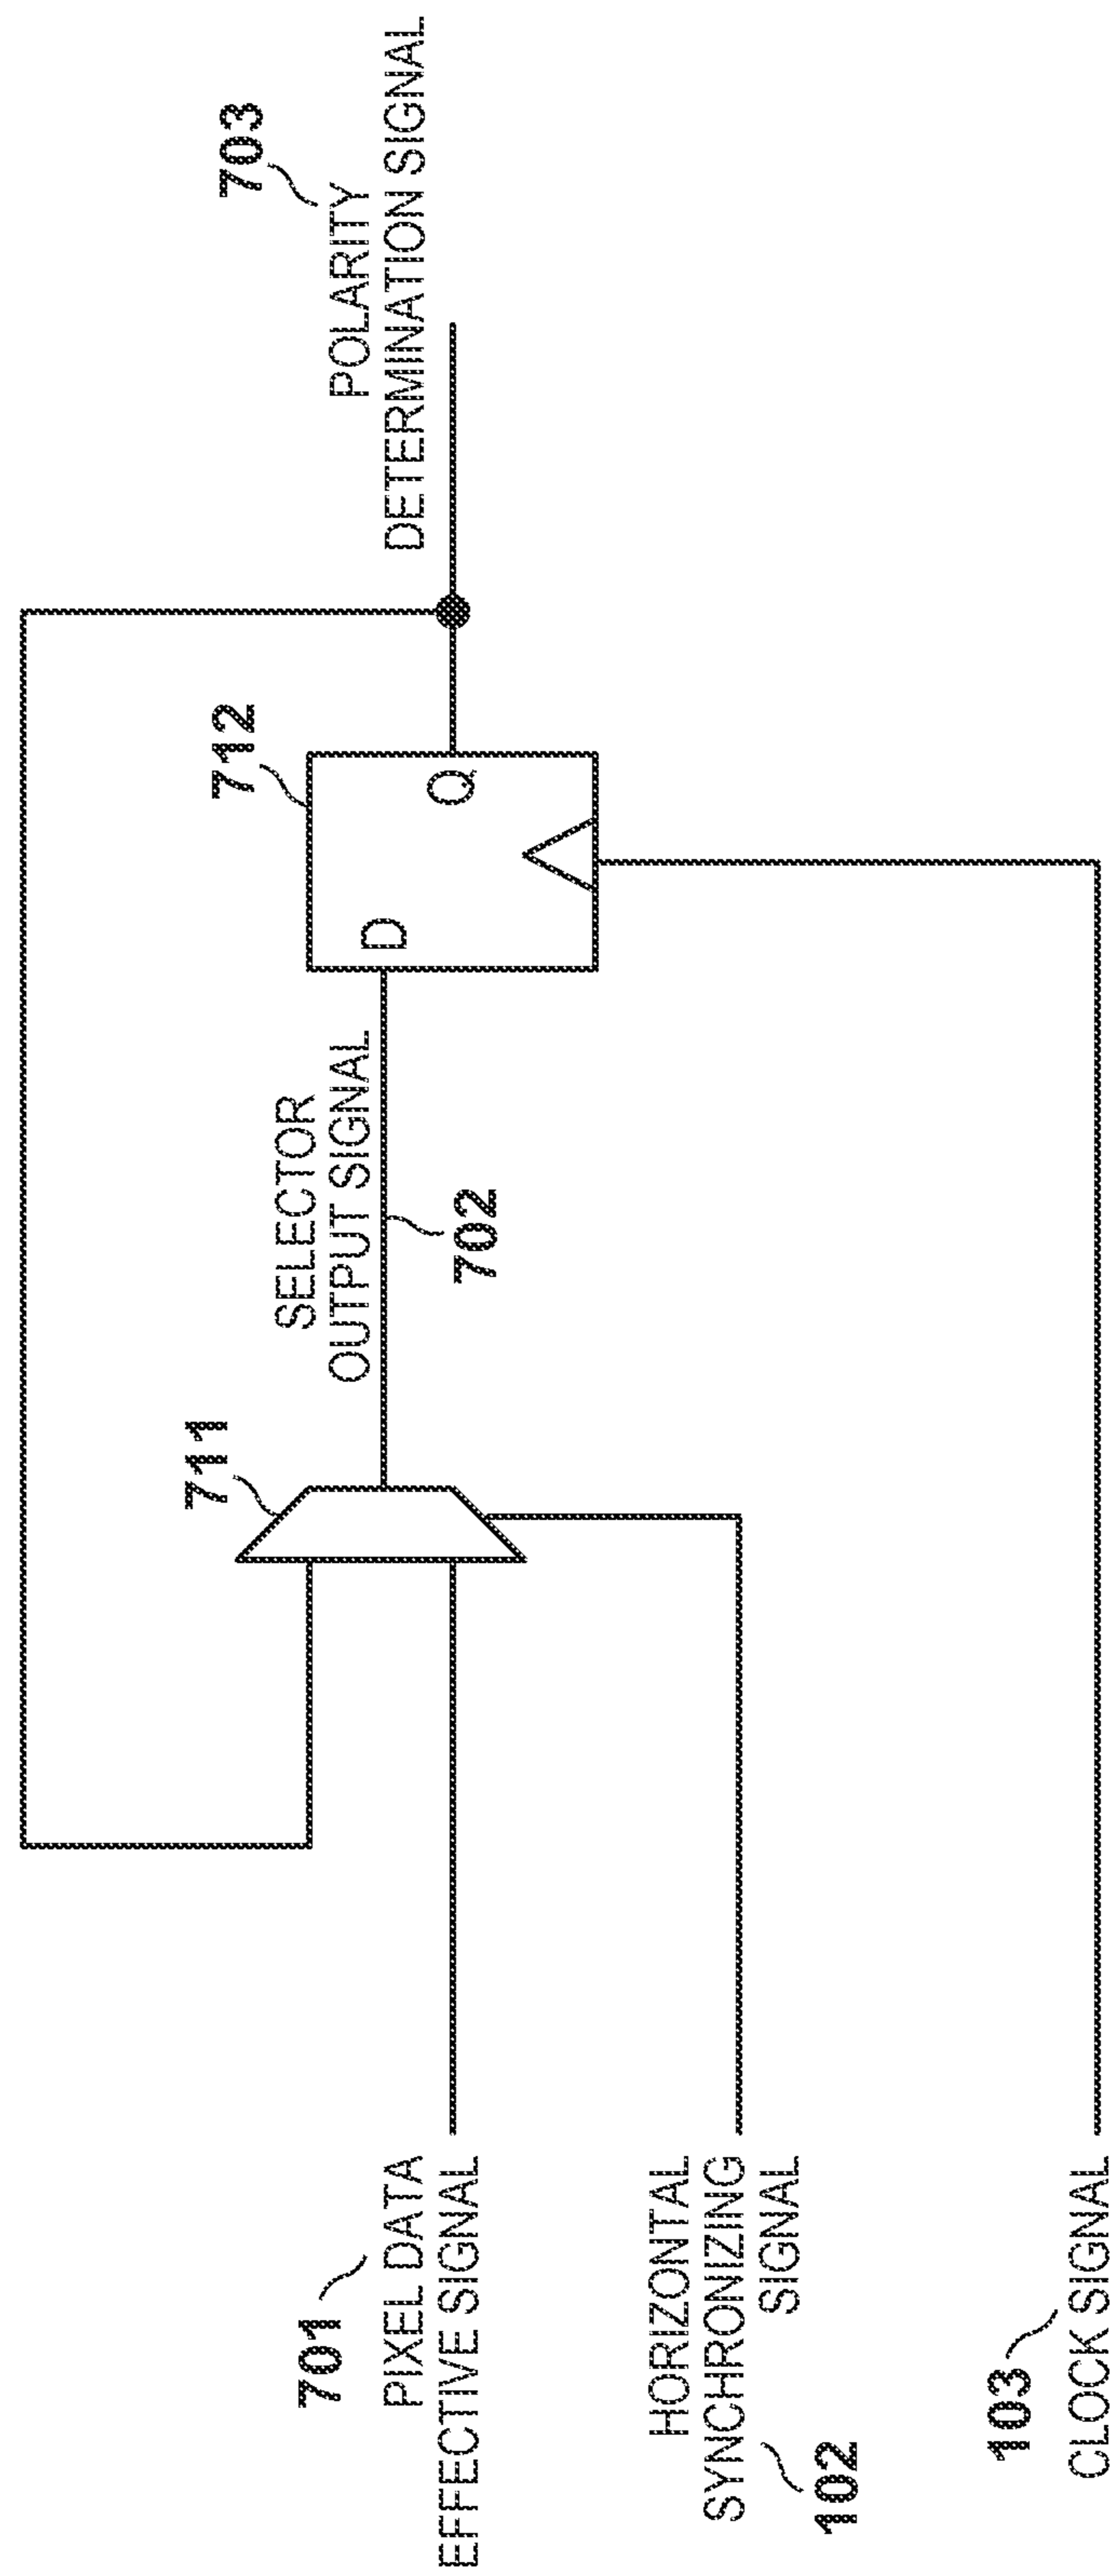 703
POLARITY
DETERMINATION SIGNAL
712
D
Q
SELECTOR
OUTPUT SIGNAL
702
711
701
PIXEL DATA
EFFECTIVE SIGNAL
HORIZONTAL
SYNCHRONIZING
SIGNAL
102
103
CLOCK SIGNAL